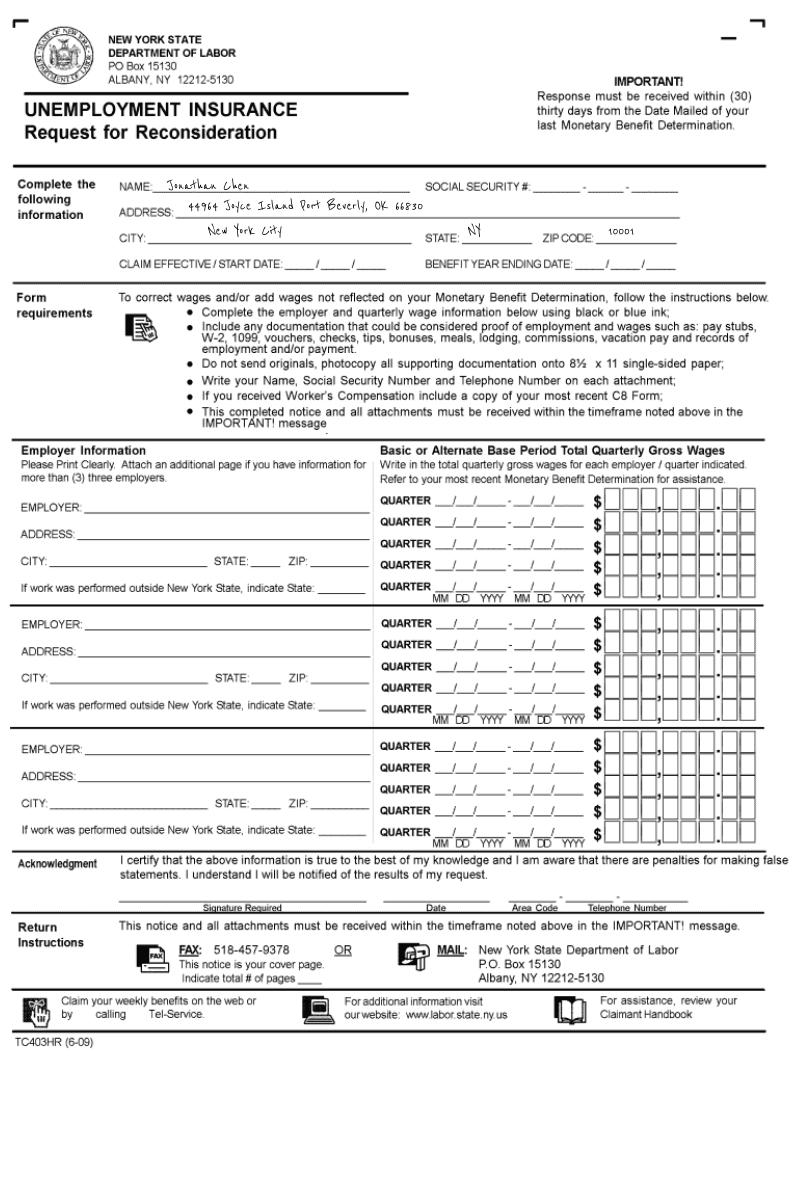 NEW YORK STATE
DEPARTMENT OF LABOR
PO Box 15130
ALBANY, NY 12212-5130
UNEMPLOYMENT INSURANCE
Request for Reconsideration
IMPORTANT!
Response must be received within (30)
thirty days from the Date Mailed of your
last Monetary Benefit Determination.
Complete the
following
information
NAME: Jonathan Chen SOCIAL SECURITY #: ________ - ______ - ________
ADDRESS: 44964 Joyce Island Port Beverly, OK 66830
CITY: New York City STATE: NY ZIP CODE: 10001
CLAIM EFFECTIVE / START DATE: _____ / _____ / _____ BENEFIT YEAR ENDING DATE: _____ / _____ / _____
Form
requirements
To correct wages and/or add wages not reflected on your Monetary Benefit Determination, follow the instructions below.
● Complete the employer and quarterly wage information below using black or blue ink;
● Include any documentation that could be considered proof of employment and wages such as: pay stubs,
W-2, 1099, vouchers, checks, tips, bonuses, meals, lodging, commissions, vacation pay and records of
employment and/or payment.
● Do not send originals, photocopy all supporting documentation onto 8½ x 11 single-sided paper;
● Write your Name, Social Security Number and Telephone Number on each attachment;
● If you received Worker's Compensation include a copy of your most recent C8 Form;
● This completed notice and all attachments must be received within the timeframe noted above in the
IMPORTANT! message
Employer Information
Please Print Clearly. Attach an additional page if you have information for
more than (3) three employers.
Basic or Alternate Base Period Total Quarterly Gross Wages
Write in the total quarterly gross wages for each employer / quarter indicated.
Refer to your most recent Monetary Benefit Determination for assistance.
EMPLOYER:
ADDRESS:
CITY: STATE: ZIP:
If work was performed outside New York State, indicate State:
QUARTER __/__/____ - __/__/____ $ , .
QUARTER __/__/____ - __/__/____ $ , .
QUARTER __/__/____ - __/__/____ $ , .
QUARTER __/__/____ - __/__/____ $ , .
QUARTER __/__/____ - __/__/____ $ , .
MM DD YYYY MM DD YYYY
EMPLOYER:
ADDRESS:
CITY: STATE: ZIP:
If work was performed outside New York State, indicate State:
QUARTER __/__/____ - __/__/____ $ , .
QUARTER __/__/____ - __/__/____ $ , .
QUARTER __/__/____ - __/__/____ $ , .
QUARTER __/__/____ - __/__/____ $ , .
QUARTER __/__/____ - __/__/____ $ , .
MM DD YYYY MM DD YYYY
EMPLOYER:
ADDRESS:
CITY: STATE: ZIP:
If work was performed outside New York State, indicate State:
QUARTER __/__/____ - __/__/____ $ , .
QUARTER __/__/____ - __/__/____ $ , .
QUARTER __/__/____ - __/__/____ $ , .
QUARTER __/__/____ - __/__/____ $ , .
QUARTER __/__/____ - __/__/____ $ , .
MM DD YYYY MM DD YYYY
Acknowledgment
I certify that the above information is true to the best of my knowledge and I am aware that there are penalties for making false
statements. I understand I will be notified of the results of my request.
Signature Required Date Area Code Telephone Number
Return
Instructions
This notice and all attachments must be received within the timeframe noted above in the IMPORTANT! message.
FAX
FAX: 518-457-9378 OR
This notice is your cover page.
Indicate total # of pages ____
MAIL: New York State Department of Labor
P.O. Box 15130
Albany, NY 12212-5130
Claim your weekly benefits on the web or
by calling Tel-Service.
For additional information visit
our website: www.labor.state.ny.us
For assistance, review your
Claimant Handbook
TC403HR (6-09)